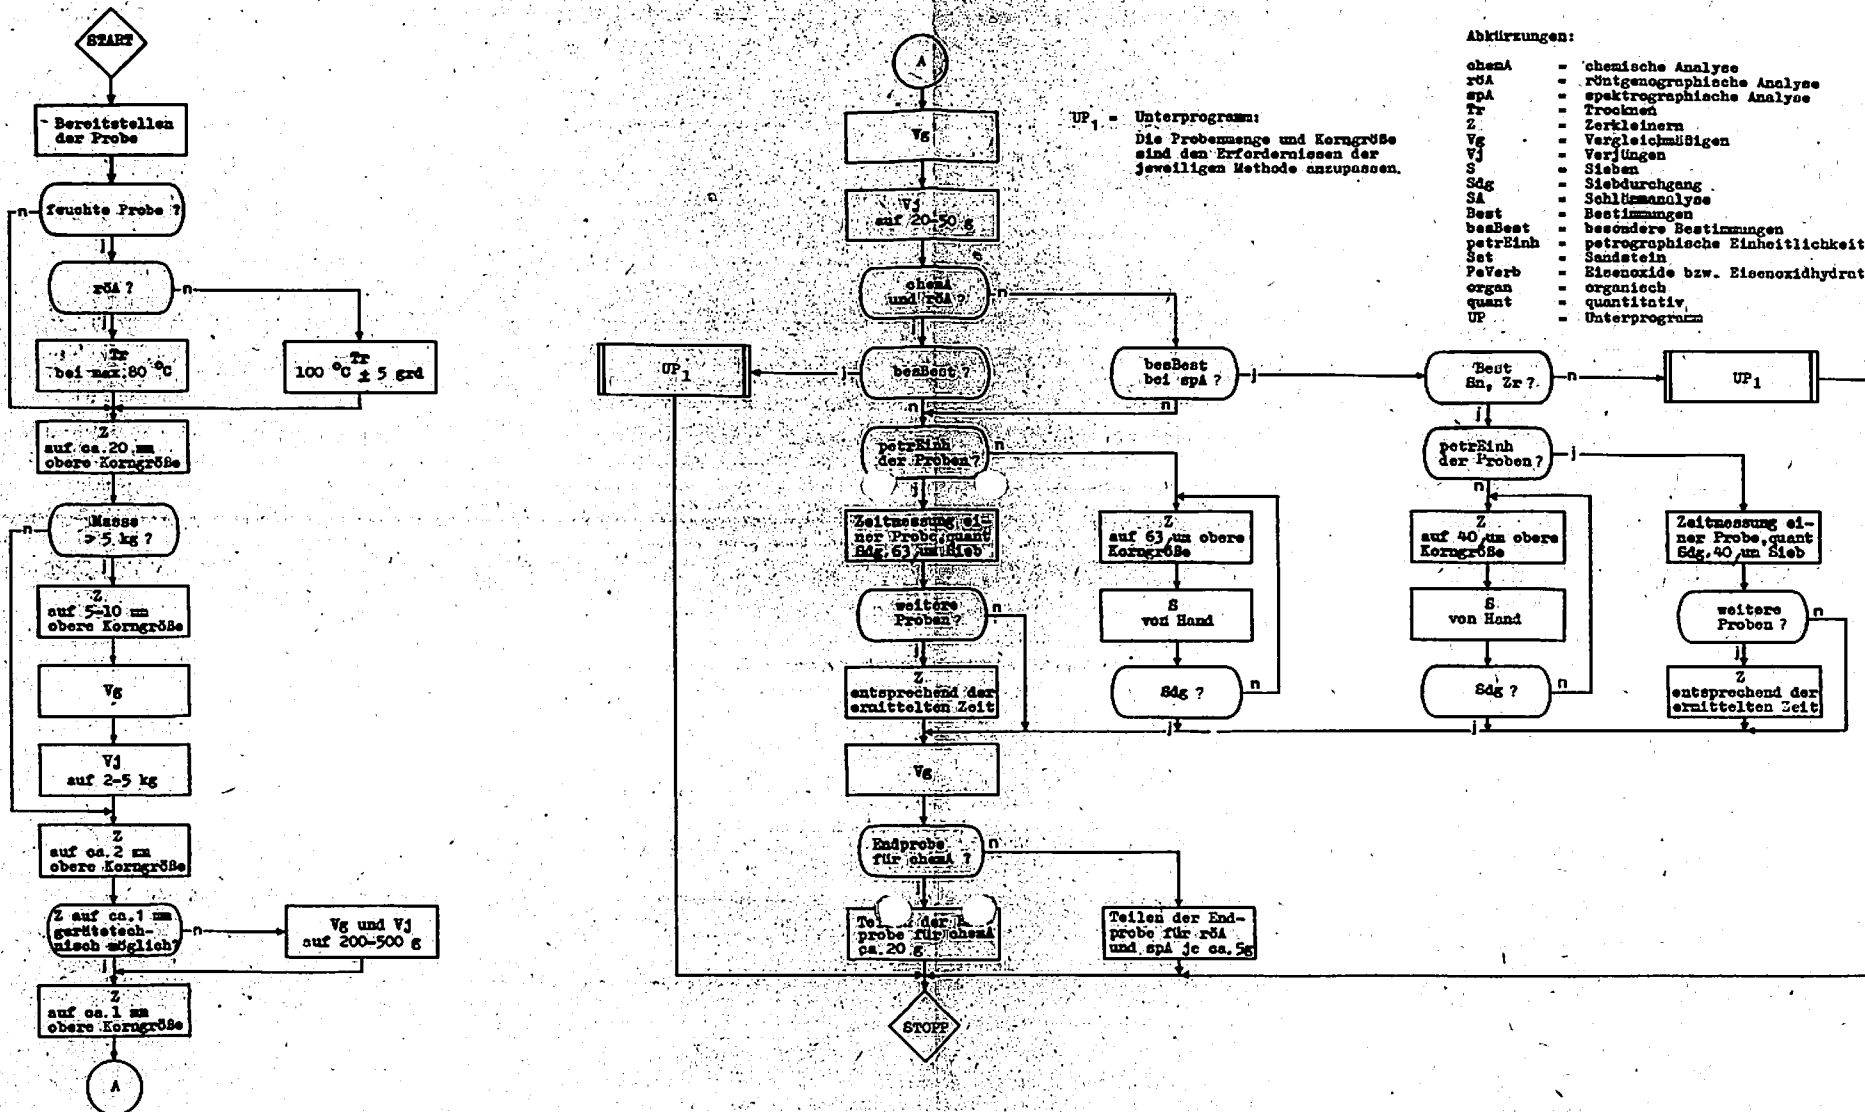 START
Bereitstellen
der Probe
feuchte Probe ?
n
j
röA ?
n
j
Tr
bei max. 80 °C
Tr
100 °C ± 5 grd
Z
auf ca. 20 mm
obere Korngröße
Masse
> 5 kg ?
n
j
Z
auf 5-10 mm
obere Korngröße
Vg
Vj
auf 2-5 kg
Z
auf ca. 2 mm
obere Korngröße
Z auf ca. 1 mm
gerätetech-
nisch möglich?
n
j
Vg und Vj
auf 200-500 g
Z
auf ca. 1 mm
obere Korngröße
A
A
Vg
Vj
auf 20-50 g
chemA
und röA ?
n
j
besBest ?
j
n
UP1
besBest
bei spA ?
j
n
Best
Sn, Zr ?
n
j
UP1
petrEinh
der Proben ?
n
j
petrEinh
der Proben ?
j
n
Zeitmessung ei-
ner Probe, quant
Sdg. 63 µm Sieb
Z
auf 63 µm obere
Korngröße
Z
auf 40 µm obere
Korngröße
Zeitmessung ei-
ner Probe, quant
Sdg. 40 µm Sieb
weitere
Proben ?
n
j
S
von Hand
S
von Hand
weitere
Proben ?
n
j
Z
entsprechend der
ermittelten Zeit
Sdg ?
n
j
Sdg ?
n
j
Z
entsprechend der
ermittelten Zeit
Vg
Endprobe
für chemA ?
n
j
der
probe für chemA
ca. 20 g
Teilen der End-
probe für röA
und spA je ca. 5g
STOPP
UP1 = Unterprogramm:
Die Probenmenge und Korngröße
sind den Erfordernissen der
jeweiligen Methode anzupassen.
Abkürzungen:
chemA = chemische Analyse
röA = röntgenographische Analyse
spA = spektrographische Analyse
Tr = Trocknen
Z = Zerkleinern
Vg = Vergleichmäßigen
Vj = Verjüngen
S = Sieben
Sdg = Siebdurchgang
SA = Schlämmanalyse
Best = Bestimmungen
besBest = besondere Bestimmungen
petrEinh = petrographische Einheitlichkeit
Sst = Sandstein
FeVerb = Eisenoxide bzw. Eisenoxidhydrat
organ = organisch
quant = quantitativ
UP = Unterprogramm